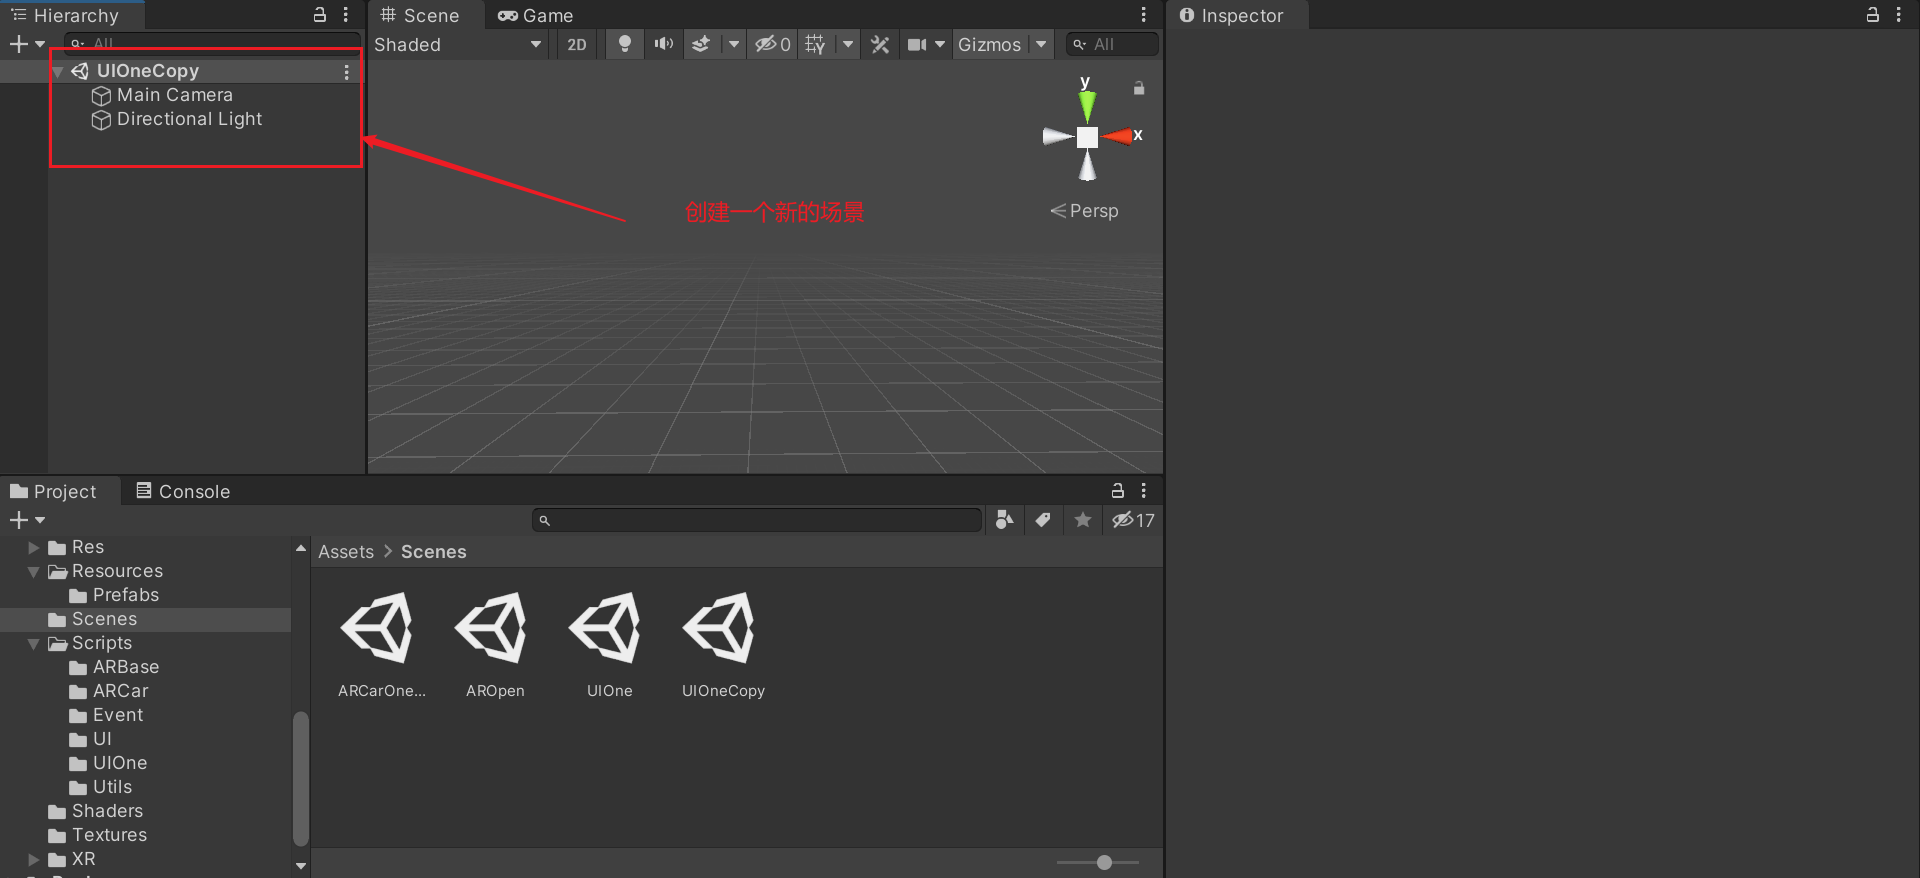 Hierarchy
All
UIOneCopy
Main Camera
Directional Light
Scene
Game
Shaded
2D
0
Gizmos
All
y
x
Persp
创建一个新的场景
Inspector
Project
Console
17
Res
Resources
Prefabs
Scenes
Scripts
ARBase
ARCar
Event
UI
UIOne
Utils
Shaders
Textures
XR
Assets > Scenes
ARCarOne...
AROpen
UIOne
UIOneCopy